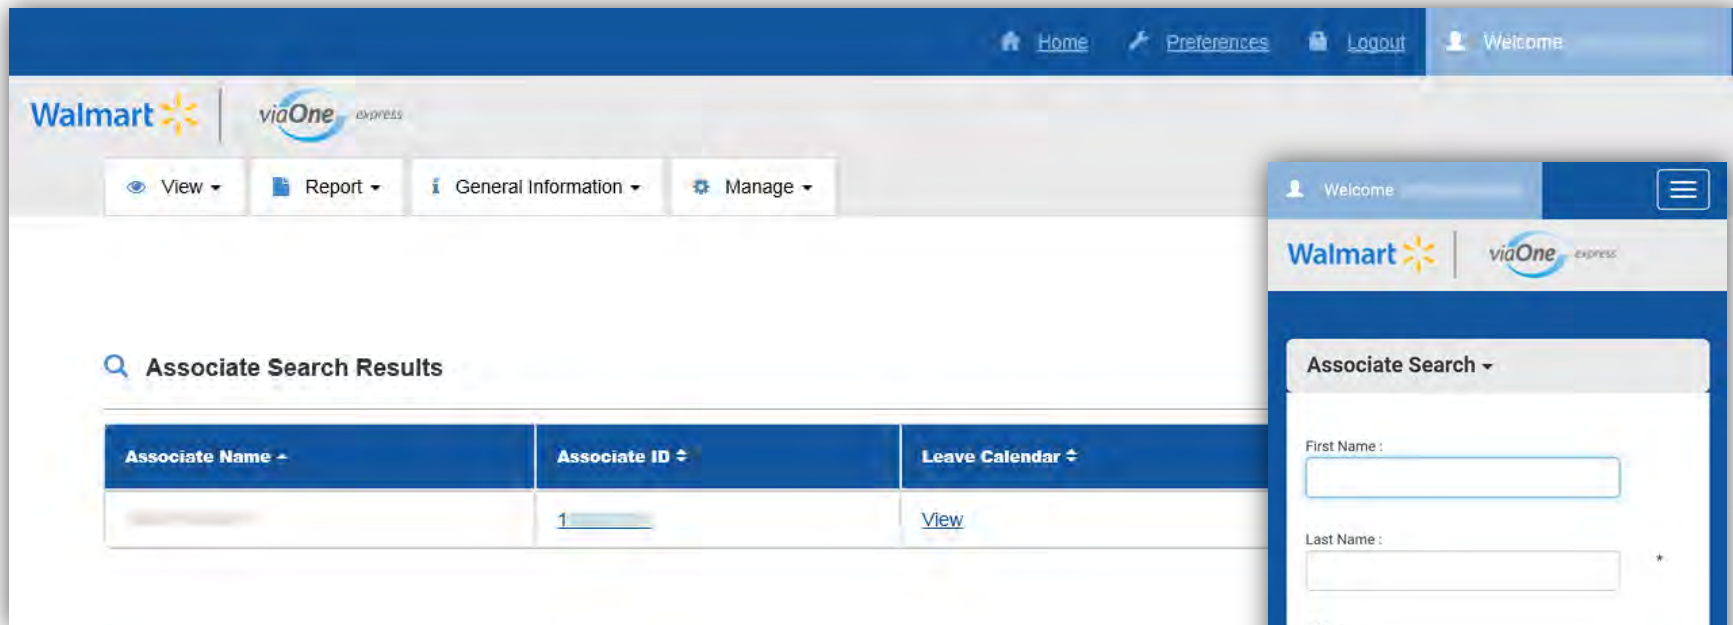 Home Preferences Logout Welcome
Walmart viaOne express
View Report General Information Manage
Associate Search Results
Associate Name Associate ID Leave Calendar
1 View
Welcome
Walmart viaOne express
Associate Search
First Name :
Last Name :
*